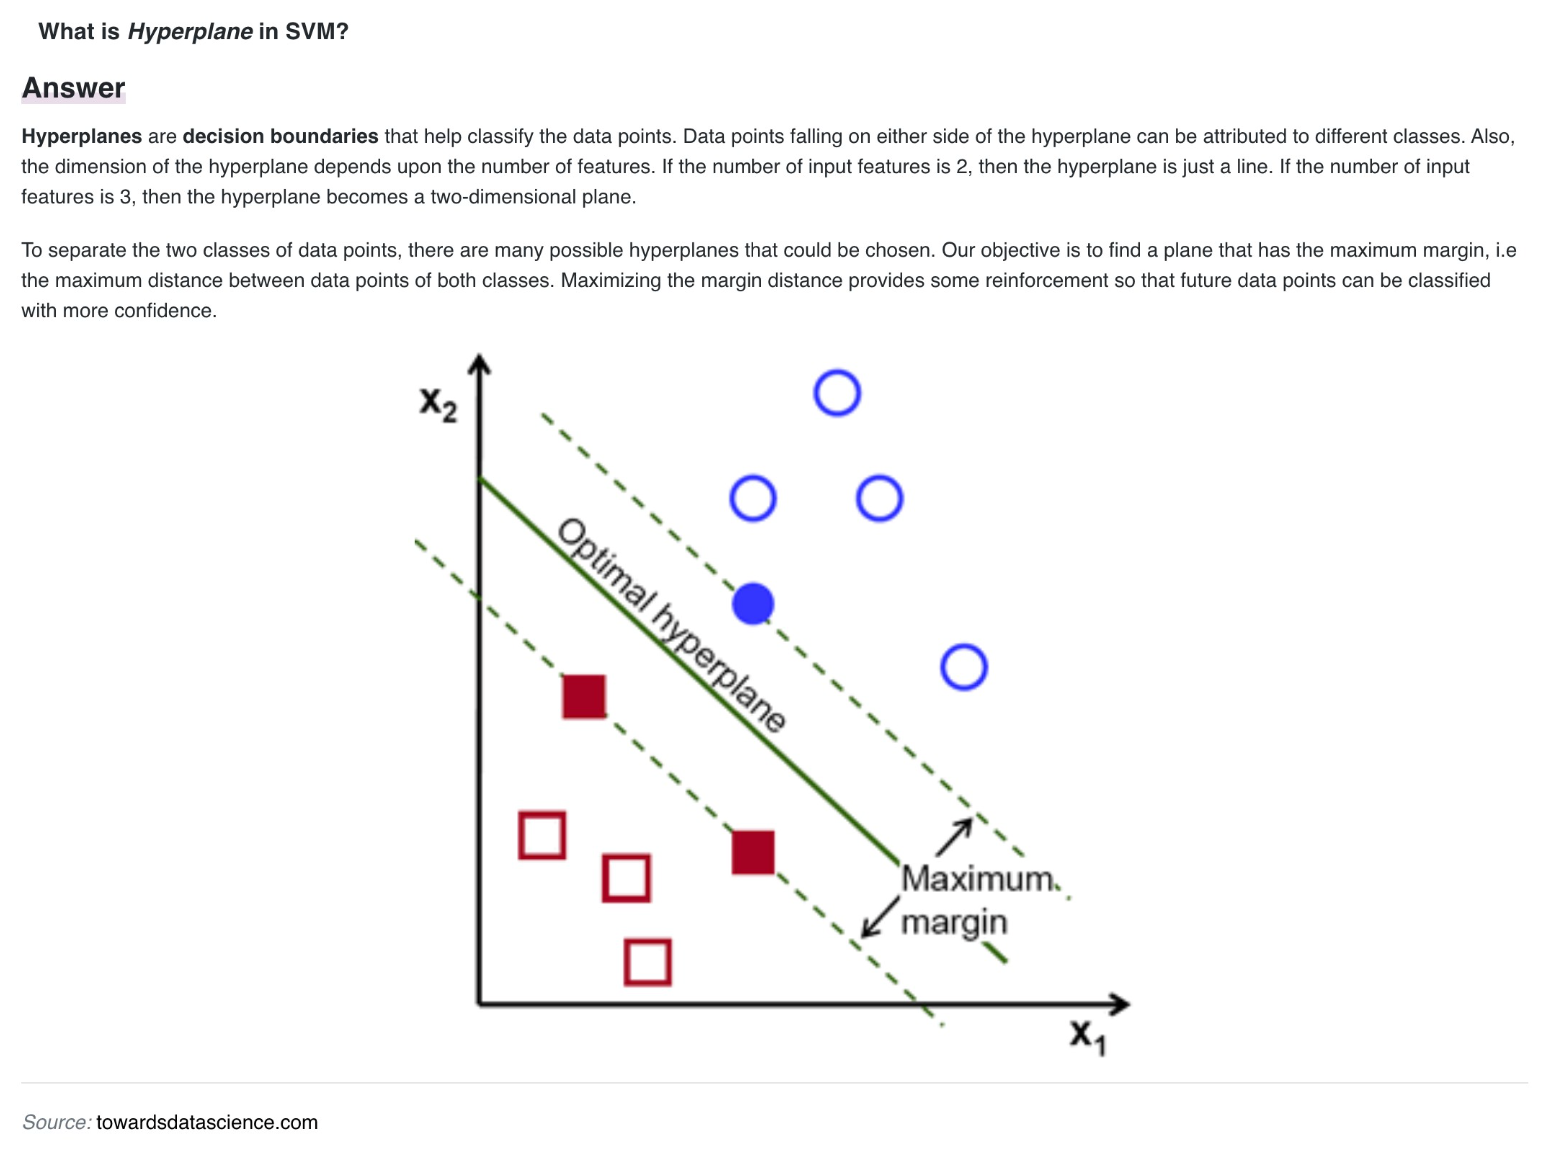 What is Hyperplane in SVM?
Answer
Hyperplanes are decision boundaries that help classify the data points. Data points falling on either side of the hyperplane can be attributed to different classes. Also,
the dimension of the hyperplane depends upon the number of features. If the number of input features is 2, then the hyperplane is just a line. If the number of input
features is 3, then the hyperplane becomes a two-dimensional plane.
To separate the two classes of data points, there are many possible hyperplanes that could be chosen. Our objective is to find a plane that has the maximum margin, i.e
the maximum distance between data points of both classes. Maximizing the margin distance provides some reinforcement so that future data points can be classified
with more confidence.
x₂
Optimal hyperplane
Maximum
margin
x₁
Source: towardsdatascience.com